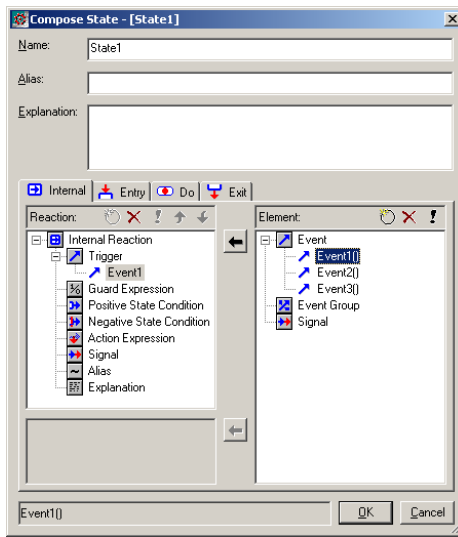 Compose State - [State1]
Name: State1
Alias:
Explanation:
Internal Entry Do Exit
Reaction: Element:
Internal Reaction Event
Trigger Event1()
Event1 Event2()
Guard Expression Event3()
Positive State Condition Event Group
Negative State Condition Signal
Action Expression
Signal
Alias
Explanation
Event1() OK Cancel